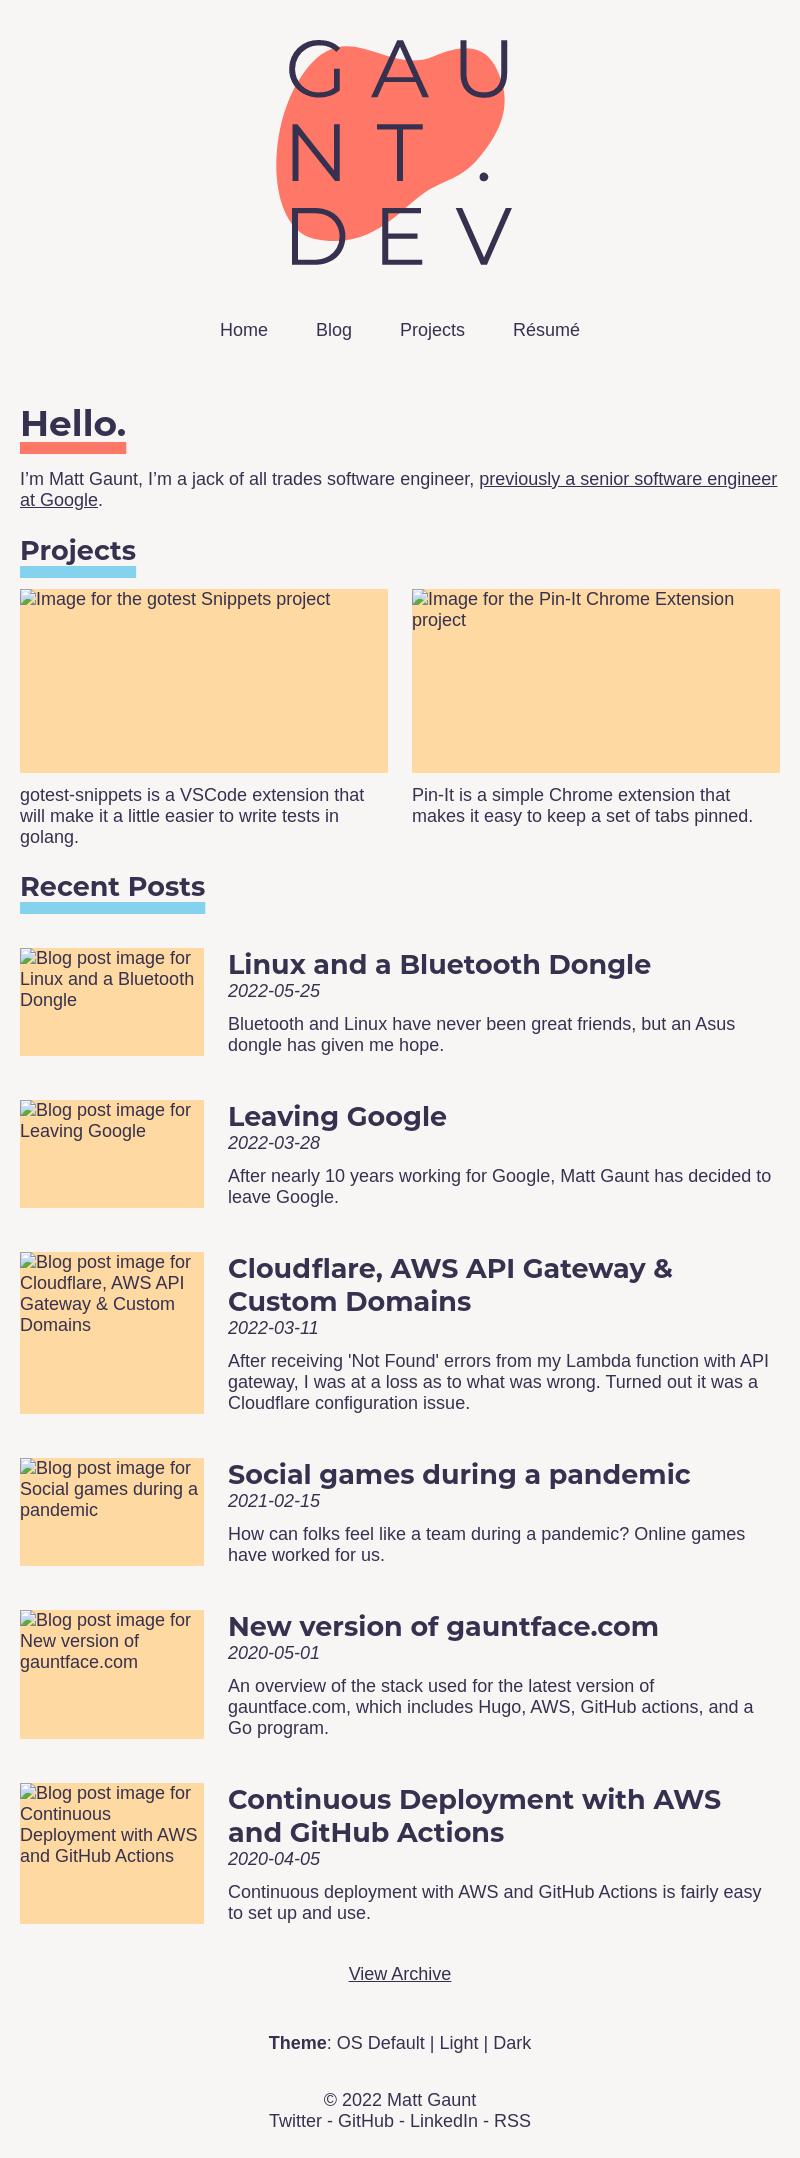 GAU
NT.
DEV
Home Blog Projects Résumé
Hello.
I’m Matt Gaunt, I’m a jack of all trades software engineer, previously a senior software engineer
at Google.
Projects
Image for the gotest Snippets project
Image for the Pin-It Chrome Extension
project
gotest-snippets is a VSCode extension that
will make it a little easier to write tests in
golang.
Pin-It is a simple Chrome extension that
makes it easy to keep a set of tabs pinned.
Recent Posts
Blog post image for
Linux and a Bluetooth
Dongle
Linux and a Bluetooth Dongle
2022-05-25
Bluetooth and Linux have never been great friends, but an Asus
dongle has given me hope.
Blog post image for
Leaving Google
Leaving Google
2022-03-28
After nearly 10 years working for Google, Matt Gaunt has decided to
leave Google.
Blog post image for
Cloudflare, AWS API
Gateway & Custom
Domains
Cloudflare, AWS API Gateway &
Custom Domains
2022-03-11
After receiving 'Not Found' errors from my Lambda function with API
gateway, I was at a loss as to what was wrong. Turned out it was a
Cloudflare configuration issue.
Blog post image for
Social games during a
pandemic
Social games during a pandemic
2021-02-15
How can folks feel like a team during a pandemic? Online games
have worked for us.
Blog post image for
New version of
gauntface.com
New version of gauntface.com
2020-05-01
An overview of the stack used for the latest version of
gauntface.com, which includes Hugo, AWS, GitHub actions, and a
Go program.
Blog post image for
Continuous
Deployment with AWS
and GitHub Actions
Continuous Deployment with AWS
and GitHub Actions
2020-04-05
Continuous deployment with AWS and GitHub Actions is fairly easy
to set up and use.
View Archive
Theme: OS Default | Light | Dark
© 2022 Matt Gaunt
Twitter - GitHub - LinkedIn - RSS